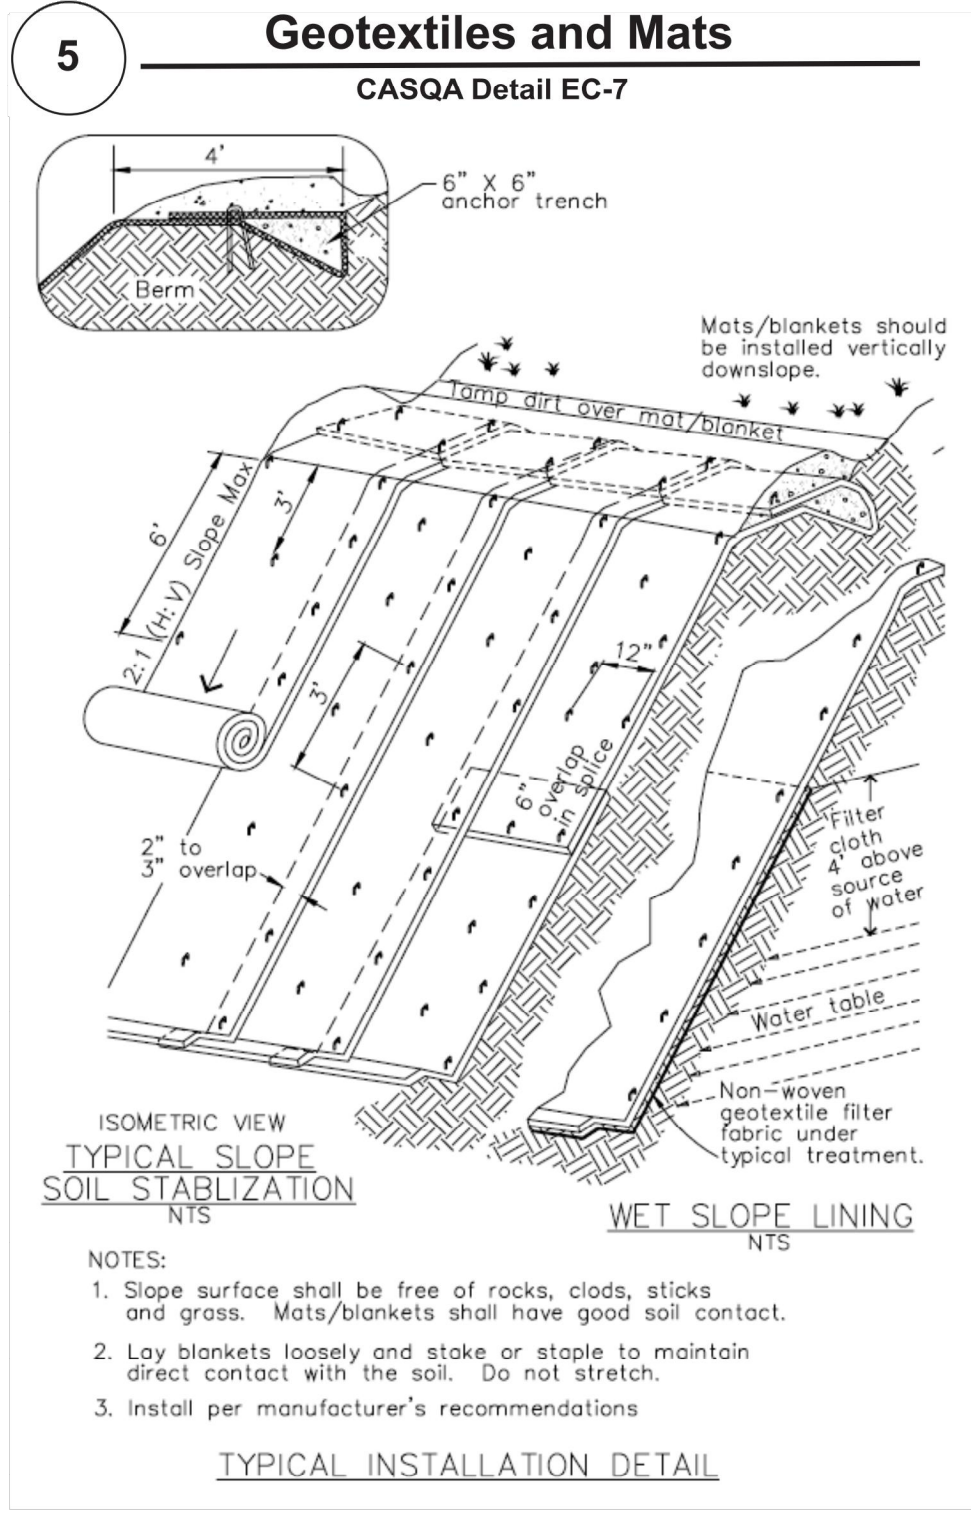 5
Geotextiles and Mats
CASQA Detail EC-7
4'
6" X 6"
anchor trench
Berm
Mats/blankets should
be installed vertically
downslope.
Tamp dirt over mat/blanket
6'
2:1 (H:V) Slope Max
3'
12"
3'
6" overlap
in splice
2" to
3" overlap
Filter
cloth
4' above
source
of water
Water table
Non-woven
geotextile filter
fabric under
typical treatment.
ISOMETRIC VIEW
TYPICAL SLOPE
SOIL STABLIZATION
NTS
WET SLOPE LINING
NTS
NOTES:
1. Slope surface shall be free of rocks, clods, sticks
and grass. Mats/blankets shall have good soil contact.
2. Lay blankets loosely and stake or staple to maintain
direct contact with the soil. Do not stretch.
3. Install per manufacturer's recommendations
TYPICAL INSTALLATION DETAIL